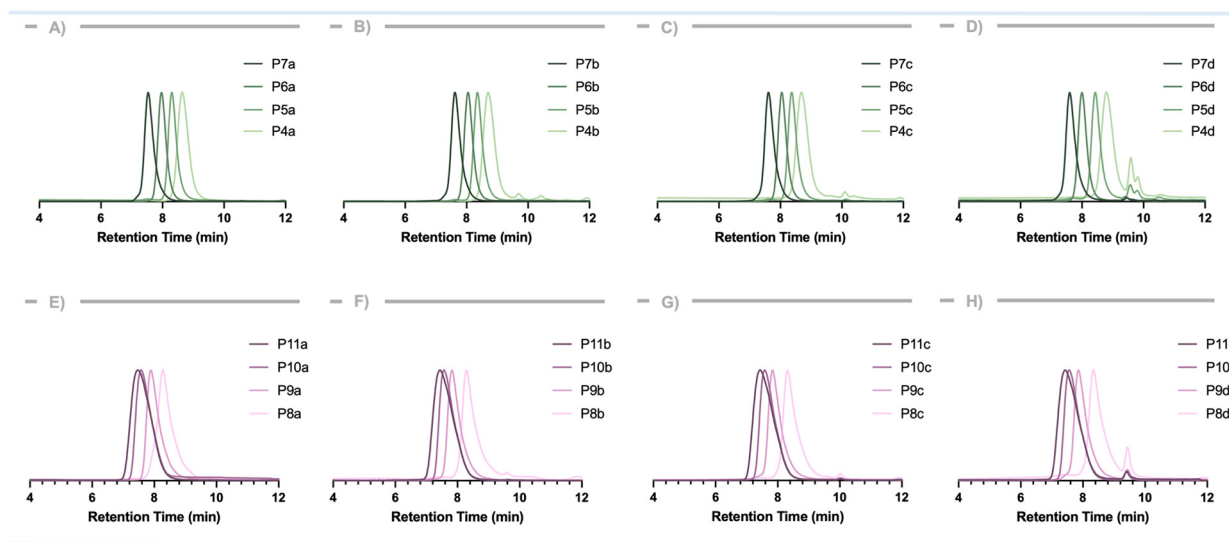 A)
P7a
P6a
P5a
P4a
4 6 8 10 12
Retention Time (min)
B)
P7b
P6b
P5b
P4b
4 6 8 10 12
Retention Time (min)
C)
P7c
P6c
P5c
P4c
4 6 8 10 12
Retention Time (min)
D)
P7d
P6d
P5d
P4d
4 6 8 10 12
Retention Time (min)
E)
P11a
P10a
P9a
P8a
4 6 8 10 12
Retention Time (min)
F)
P11b
P10b
P9b
P8b
4 6 8 10 12
Retention Time (min)
G)
P11c
P10c
P9c
P8c
4 6 8 10 12
Retention Time (min)
H)
P11
P10
P9d
P8d
4 6 8 10 12
Retention Time (min)